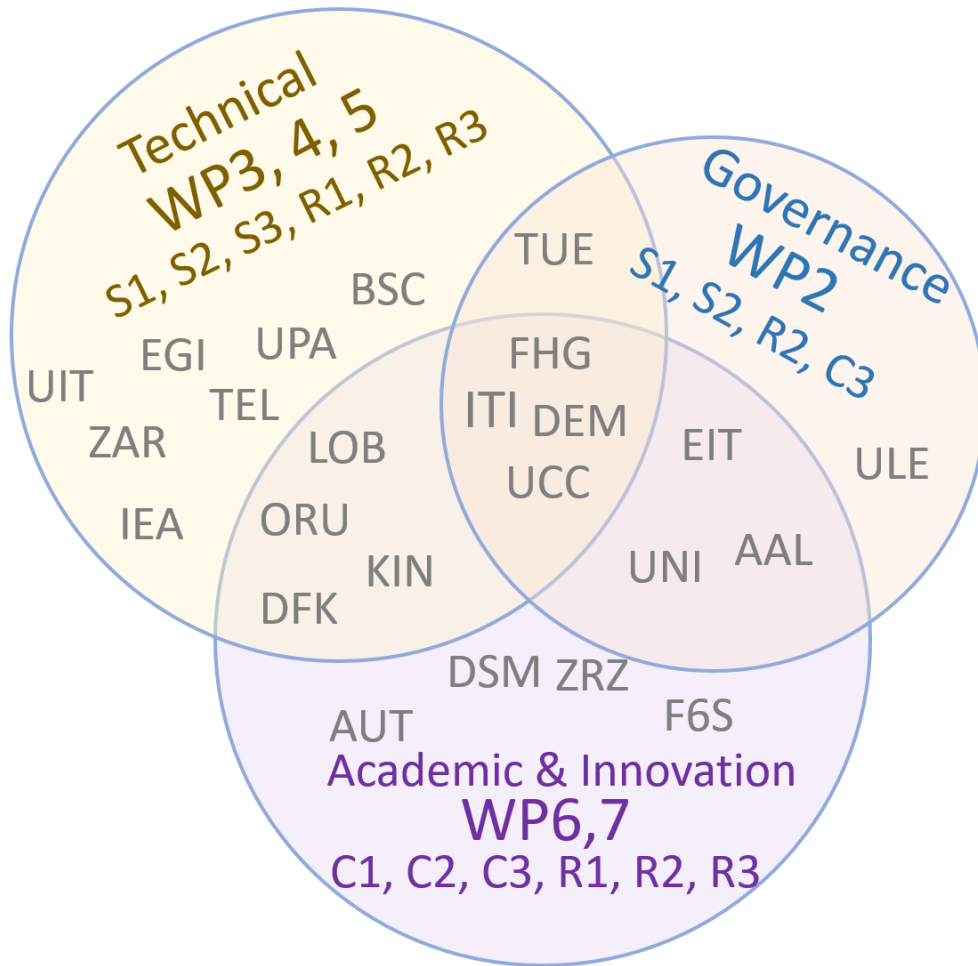 Technical
WP3, 4, 5
S1, S2, S3, R1, R2, R3
Governance
WP2
S1, S2, R2, C3
TUE
BSC
UPA
EGI
UIT
TEL
ZAR
IEA
FHG
ITI DEM
UCC
LOB
ORU
KIN
DFK
EIT
ULE
UNI
AAL
DSM ZRZ
F6S
AUT
Academic & Innovation
WP6,7
C1, C2, C3, R1, R2, R3